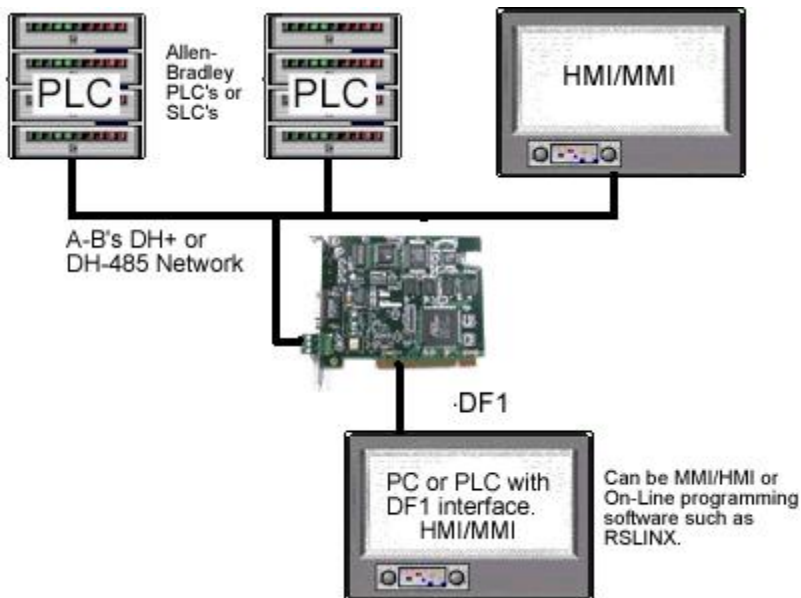 PLC
Allen-
Bradley
PLC's or
SLC's
PLC
HMI/MMI
A-B's DH+ or
DH-485 Network
·DF1
PC or PLC with
DF1 interface.
HMI/MMI
Can be MMI/HMI or
On-Line programming
software such as
RSLINX.